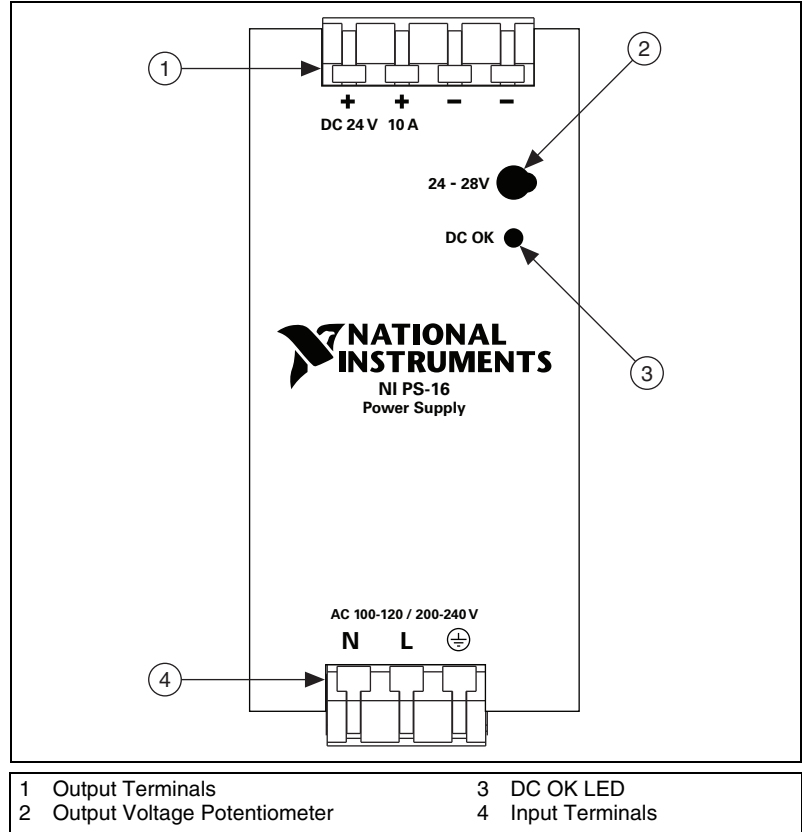 1
2
+ + − −
DC 24 V 10 A
24 - 28V
DC OK
NATIONAL
INSTRUMENTS
NI PS-16
Power Supply
3
AC 100-120 / 200-240 V
N L
4
1 Output Terminals
2 Output Voltage Potentiometer
3 DC OK LED
4 Input Terminals